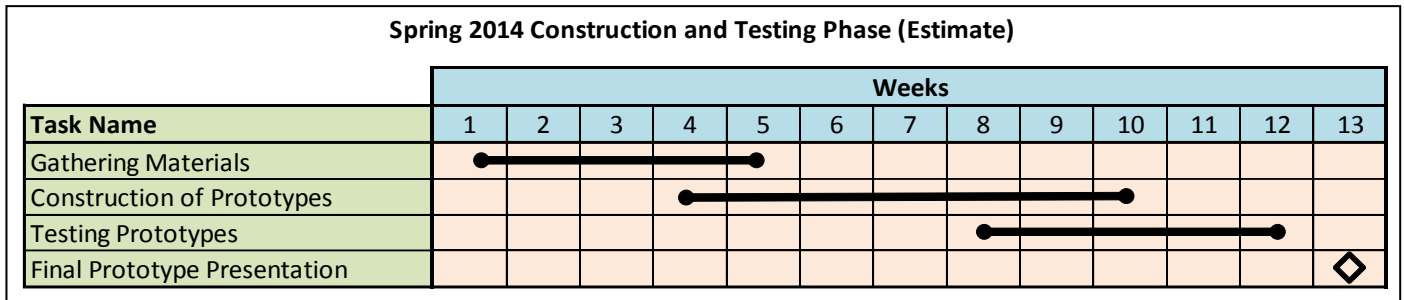 Spring 2014 Construction and Testing Phase (Estimate)
Weeks
Task Name 1 2 3 4 5 6 7 8 9 10 11 12 13
Gathering Materials
Construction of Prototypes
Testing Prototypes
Final Prototype Presentation